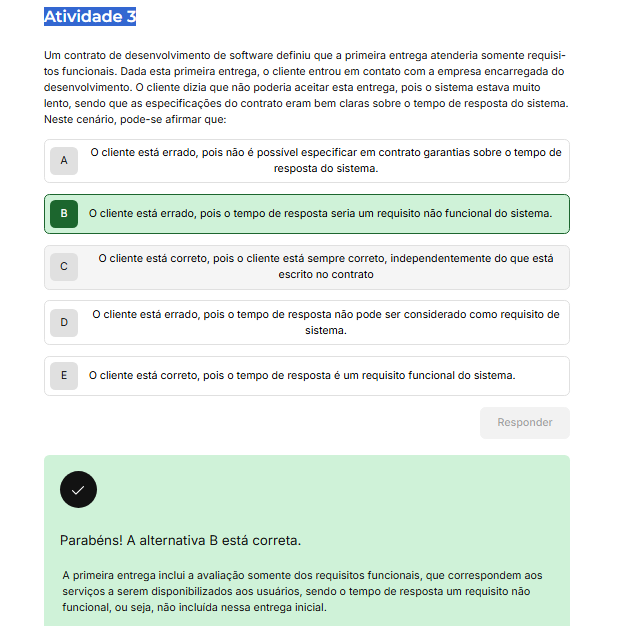 Atividade 3
Um contrato de desenvolvimento de software definiu que a primeira entrega atenderia somente requisi-
tos funcionais. Dada esta primeira entrega, o cliente entrou em contato com a empresa encarregada do
desenvolvimento. O cliente dizia que não poderia aceitar esta entrega, pois o sistema estava muito
lento, sendo que as especificações do contrato eram bem claras sobre o tempo de resposta do sistema.
Neste cenário, pode-se afirmar que:
A
O cliente está errado, pois não é possível especificar em contrato garantias sobre o tempo de
resposta do sistema.
B
O cliente está errado, pois o tempo de resposta seria um requisito não funcional do sistema.
C
O cliente está correto, pois o cliente está sempre correto, independentemente do que está
escrito no contrato
D
O cliente está errado, pois o tempo de resposta não pode ser considerado como requisito de
sistema.
E
O cliente está correto, pois o tempo de resposta é um requisito funcional do sistema.
Responder
Parabéns! A alternativa B está correta.
A primeira entrega inclui a avaliação somente dos requisitos funcionais, que correspondem aos
serviços a serem disponibilizados aos usuários, sendo o tempo de resposta um requisito não
funcional, ou seja, não incluída nessa entrega inicial.